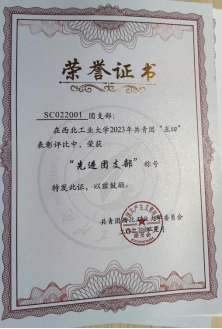 荣誉证书
SC022001 团支部：
在西北工业大学2023年共青团“五四”
表彰评比中，荣获
“先进团支部”称号
特发此证，以兹鼓励。
共青团西北工业大学委员会